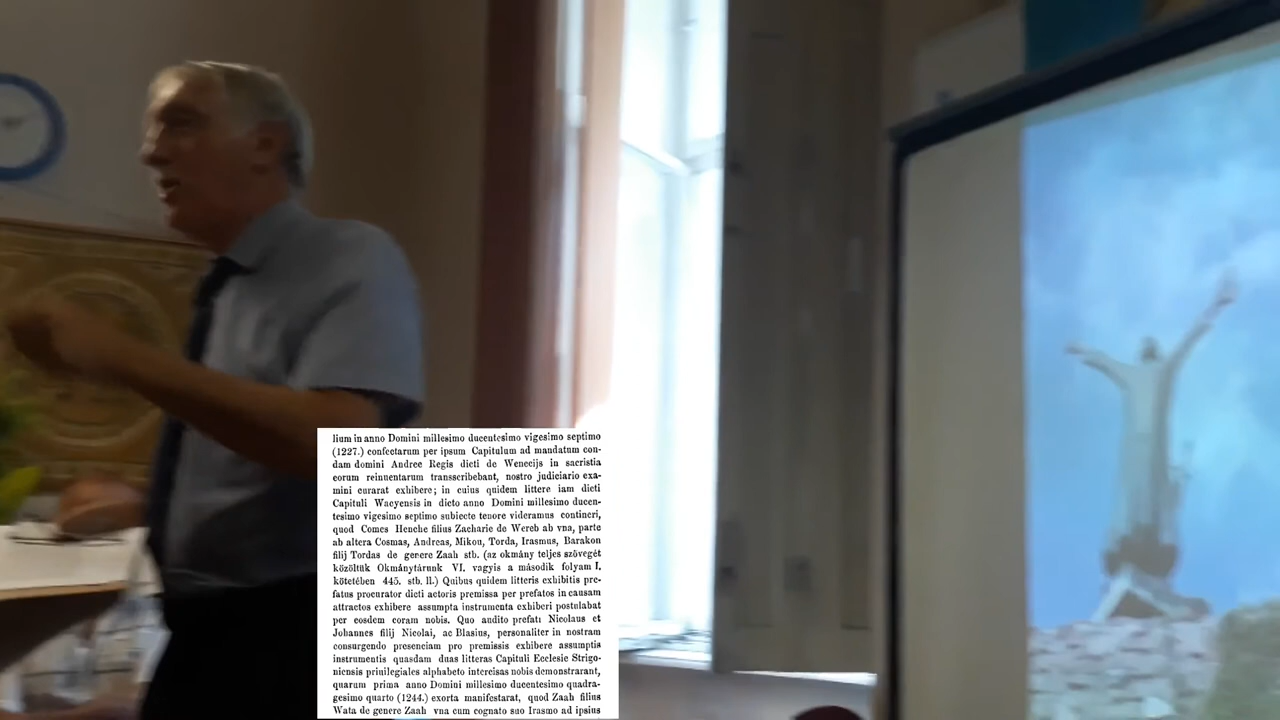 lium in anno Domini millesimo ducentesimo vigesimo septimo
(1227.) confectarum per ipsum Capitulum ad mandatum con-
dam domini Andree Regis dicti de Wenecijs in sacristia
eorum reinuentarum transscribebant, nostro judiciario exa-
mini curarat exhibere; in cuius quidem littere iam dicti
Capituli Wacyensis in dicto anno Domini millesimo ducen-
tesimo vigesimo septimo subiecte tenore videramus contineri,
quod Comes Henche filius Zacharie de Wereb ab vna, parte
ab altera Cosmas, Andreas, Mikou, Torda, Irasmus, Barakon
filij Tordas de genere Zaah stb. (az okmány teljes szövegét
közöltük Okmánytárunk VI. vagyis a második folyam I.
kötetében 445. stb. ll.) Quibus quidem litteris exhibitis pre-
fatus procurator dicti actoris premissa per prefatos in causam
attractos exhibere assumpta instrumenta exhiberi postulabat
per eosdem coram nobis. Quo audito prefati Nicolaus et
Johannes filij Nicolai, ac Blasius, personaliter in nostram
consurgendo presenciam pro premissis exhibere assumptis
instrumentis quasdam duas litteras Capituli Ecclesie Strigo-
niensis priuilegiales alphabeto intercisas nobis demonstrarant,
quarum prima anno Domini millesimo ducentesimo quadra-
gesimo quarto (1244.) exorta manifestarat, quod Zaah filius
Wata de genere Zaah vna cum cognato suo Irasmo ad ipsius